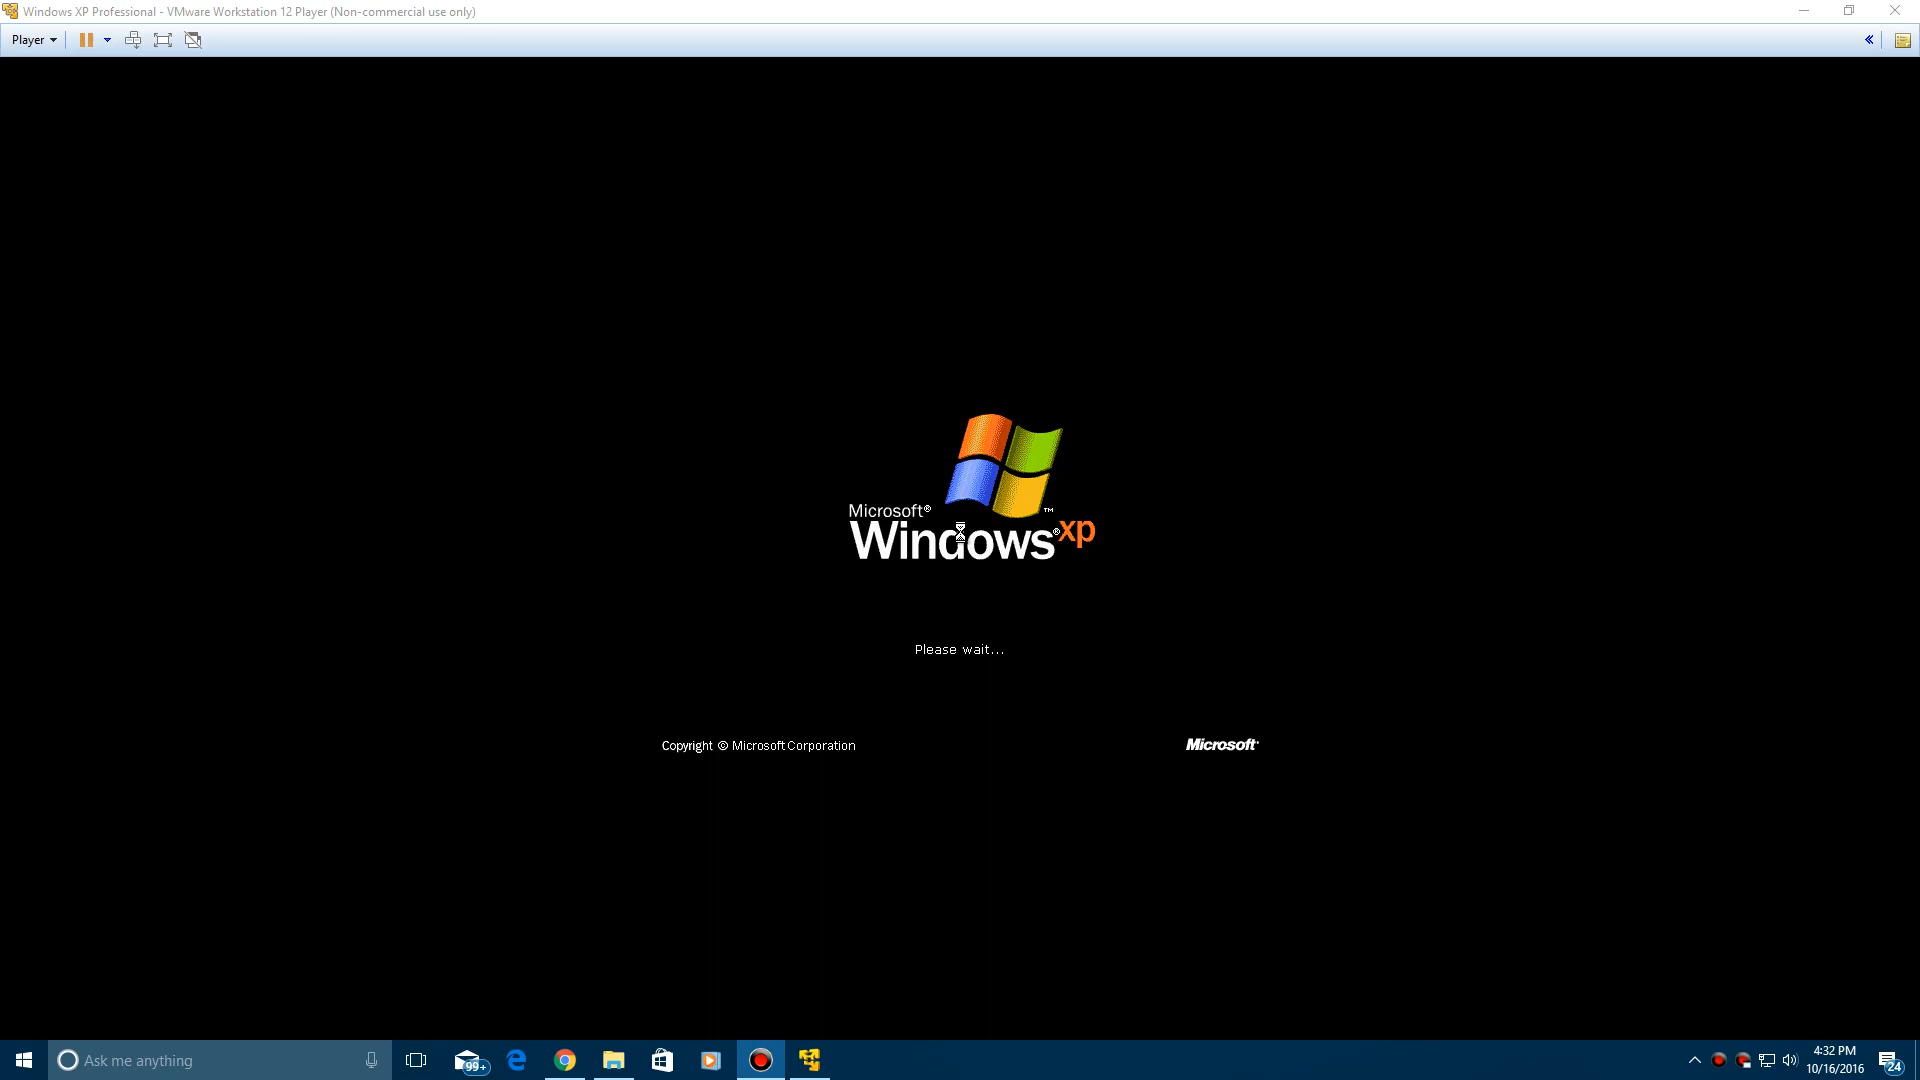 Windows XP Professional - VMware Workstation 12 Player (Non-commercial use only)
Player
Microsoft®
Windows® xp™
Please wait...
Copyright © Microsoft Corporation
Microsoft®
Ask me anything
99+
4:32 PM
10/16/2016
24